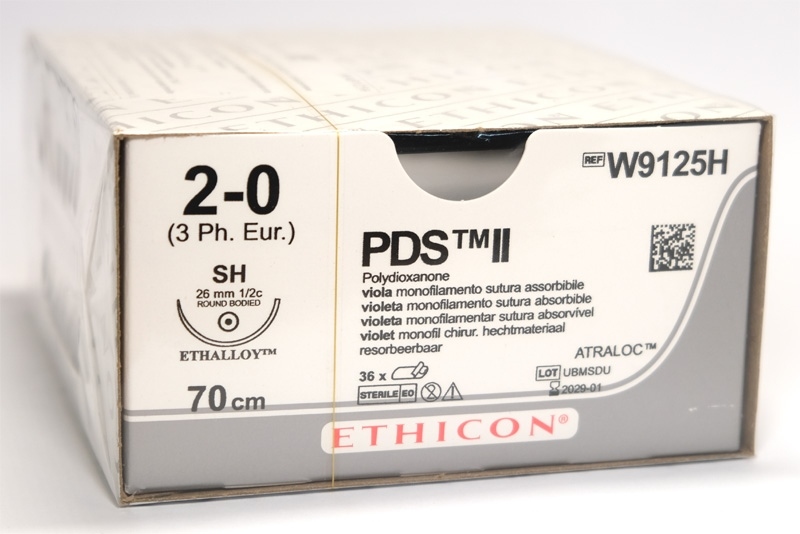 ETHICON
2-0
(3 Ph. Eur.)
SH
26 mm 1/2c
ROUND BODIED
ETHALLOY™
70 cm
REF W9125H
PDS™II
Polydioxanone
viola monofilamento sutura assorbibile
violeta monofilamento sutura absorbible
violeta monofilamentar sutura absorvível
violet monofil chirur. hechtmateriaal
resorbeerbaar
ATRALOC™
36 x
LOT UBMSDU
STERILE EO
2029-01
ETHICON®